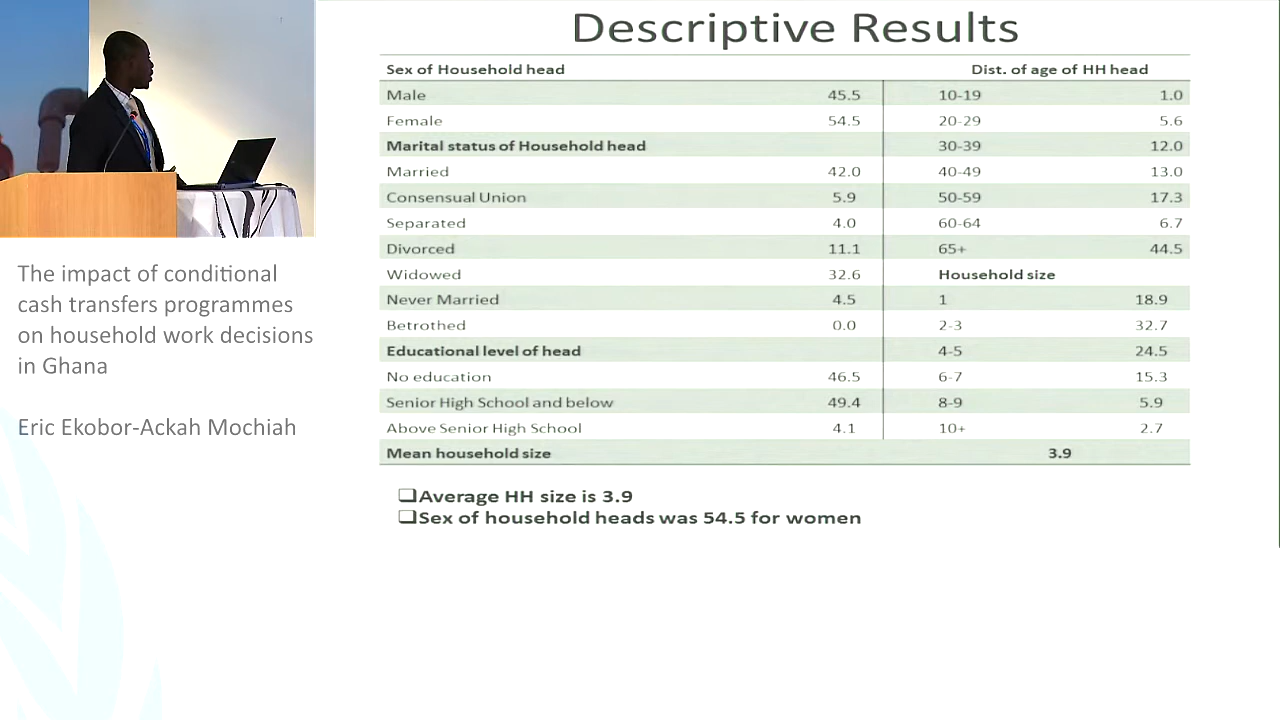 Descriptive Results
Sex of Household head Dist. of age of HH head
Male 45.5 10-19 1.0
Female 54.5 20-29 5.6
Marital status of Household head 30-39 12.0
Married 42.0 40-49 13.0
Consensual Union 5.9 50-59 17.3
Separated 4.0 60-64 6.7
Divorced 11.1 65+ 44.5
Widowed 32.6 Household size
Never Married 4.5 1 18.9
Betrothed 0.0 2-3 32.7
Educational level of head 4-5 24.5
No education 46.5 6-7 15.3
Senior High School and below 49.4 8-9 5.9
Above Senior High School 4.1 10+ 2.7
Mean household size 3.9
❑Average HH size is 3.9
❑Sex of household heads was 54.5 for women
The impact of conditional
cash transfers programmes
on household work decisions
in Ghana
Eric Ekobor-Ackah Mochiah